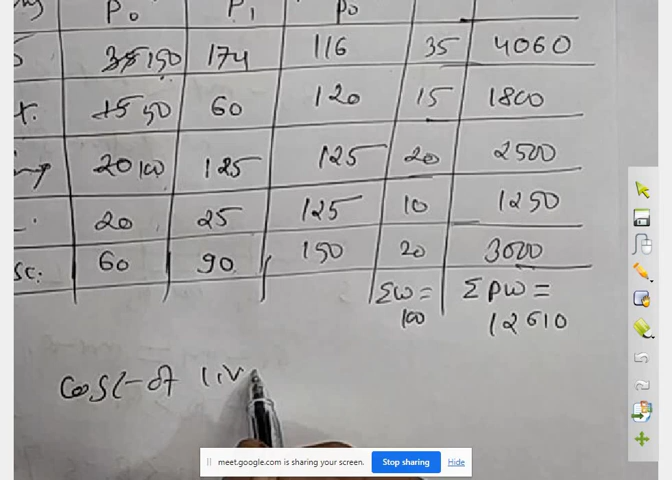 P₀ P₁ P₀
150 174 116 35 4060
t. 50 60 120 15 1800
20 100 125 125 20 2500
20 25 125 10 1250
sc. 60 90 150 20 3000
Σw = Σpw =
100 12610
Cost of liv
meet.google.com is sharing your screen. Stop sharing Hide